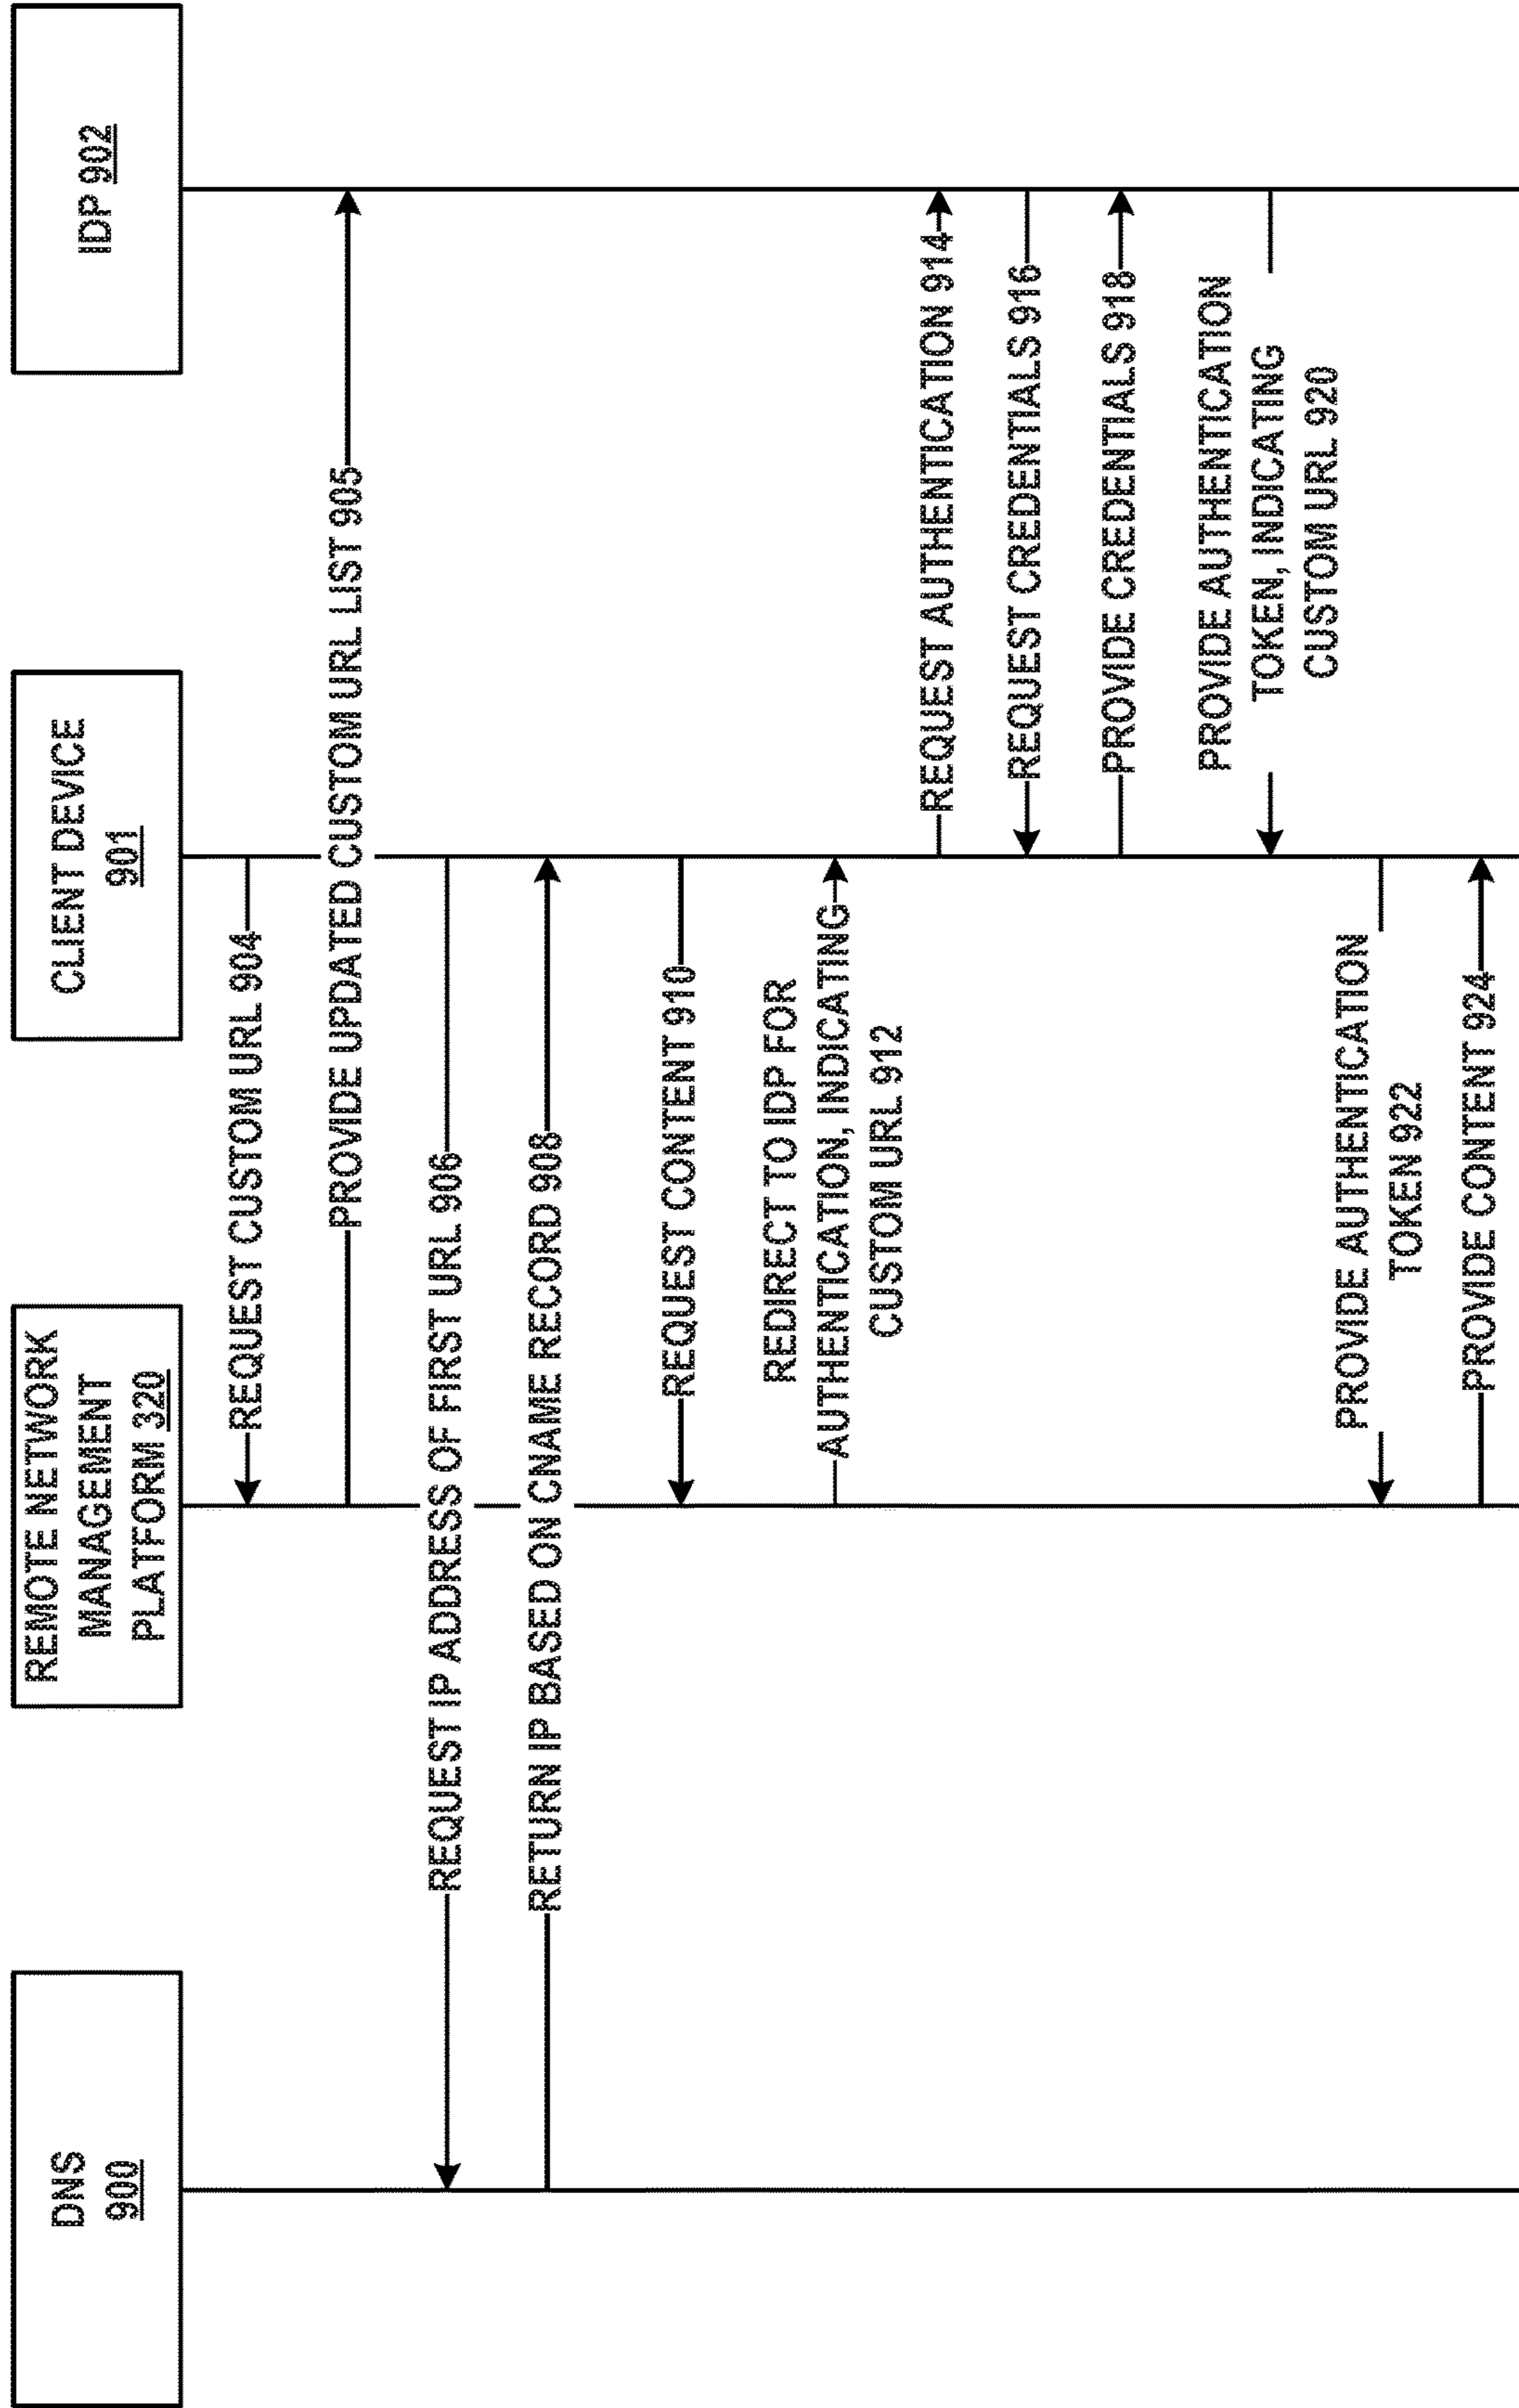 DNS
900
REMOTE NETWORK
MANAGEMENT
PLATFORM 320
CLIENT DEVICE
901
IDP 902
REQUEST CUSTOM URL 904
PROVIDE UPDATED CUSTOM URL LIST 905
REQUEST IP ADDRESS OF FIRST URL 906
RETURN IP BASED ON CNAME RECORD 908
REQUEST CONTENT 910
REDIRECT TO IDP FOR
AUTHENTICATION, INDICATING
CUSTOM URL 912
REQUEST AUTHENTICATION 914
REQUEST CREDENTIALS 916
PROVIDE CREDENTIALS 918
PROVIDE AUTHENTICATION
TOKEN, INDICATING
CUSTOM URL 920
PROVIDE AUTHENTICATION
TOKEN 922
PROVIDE CONTENT 924